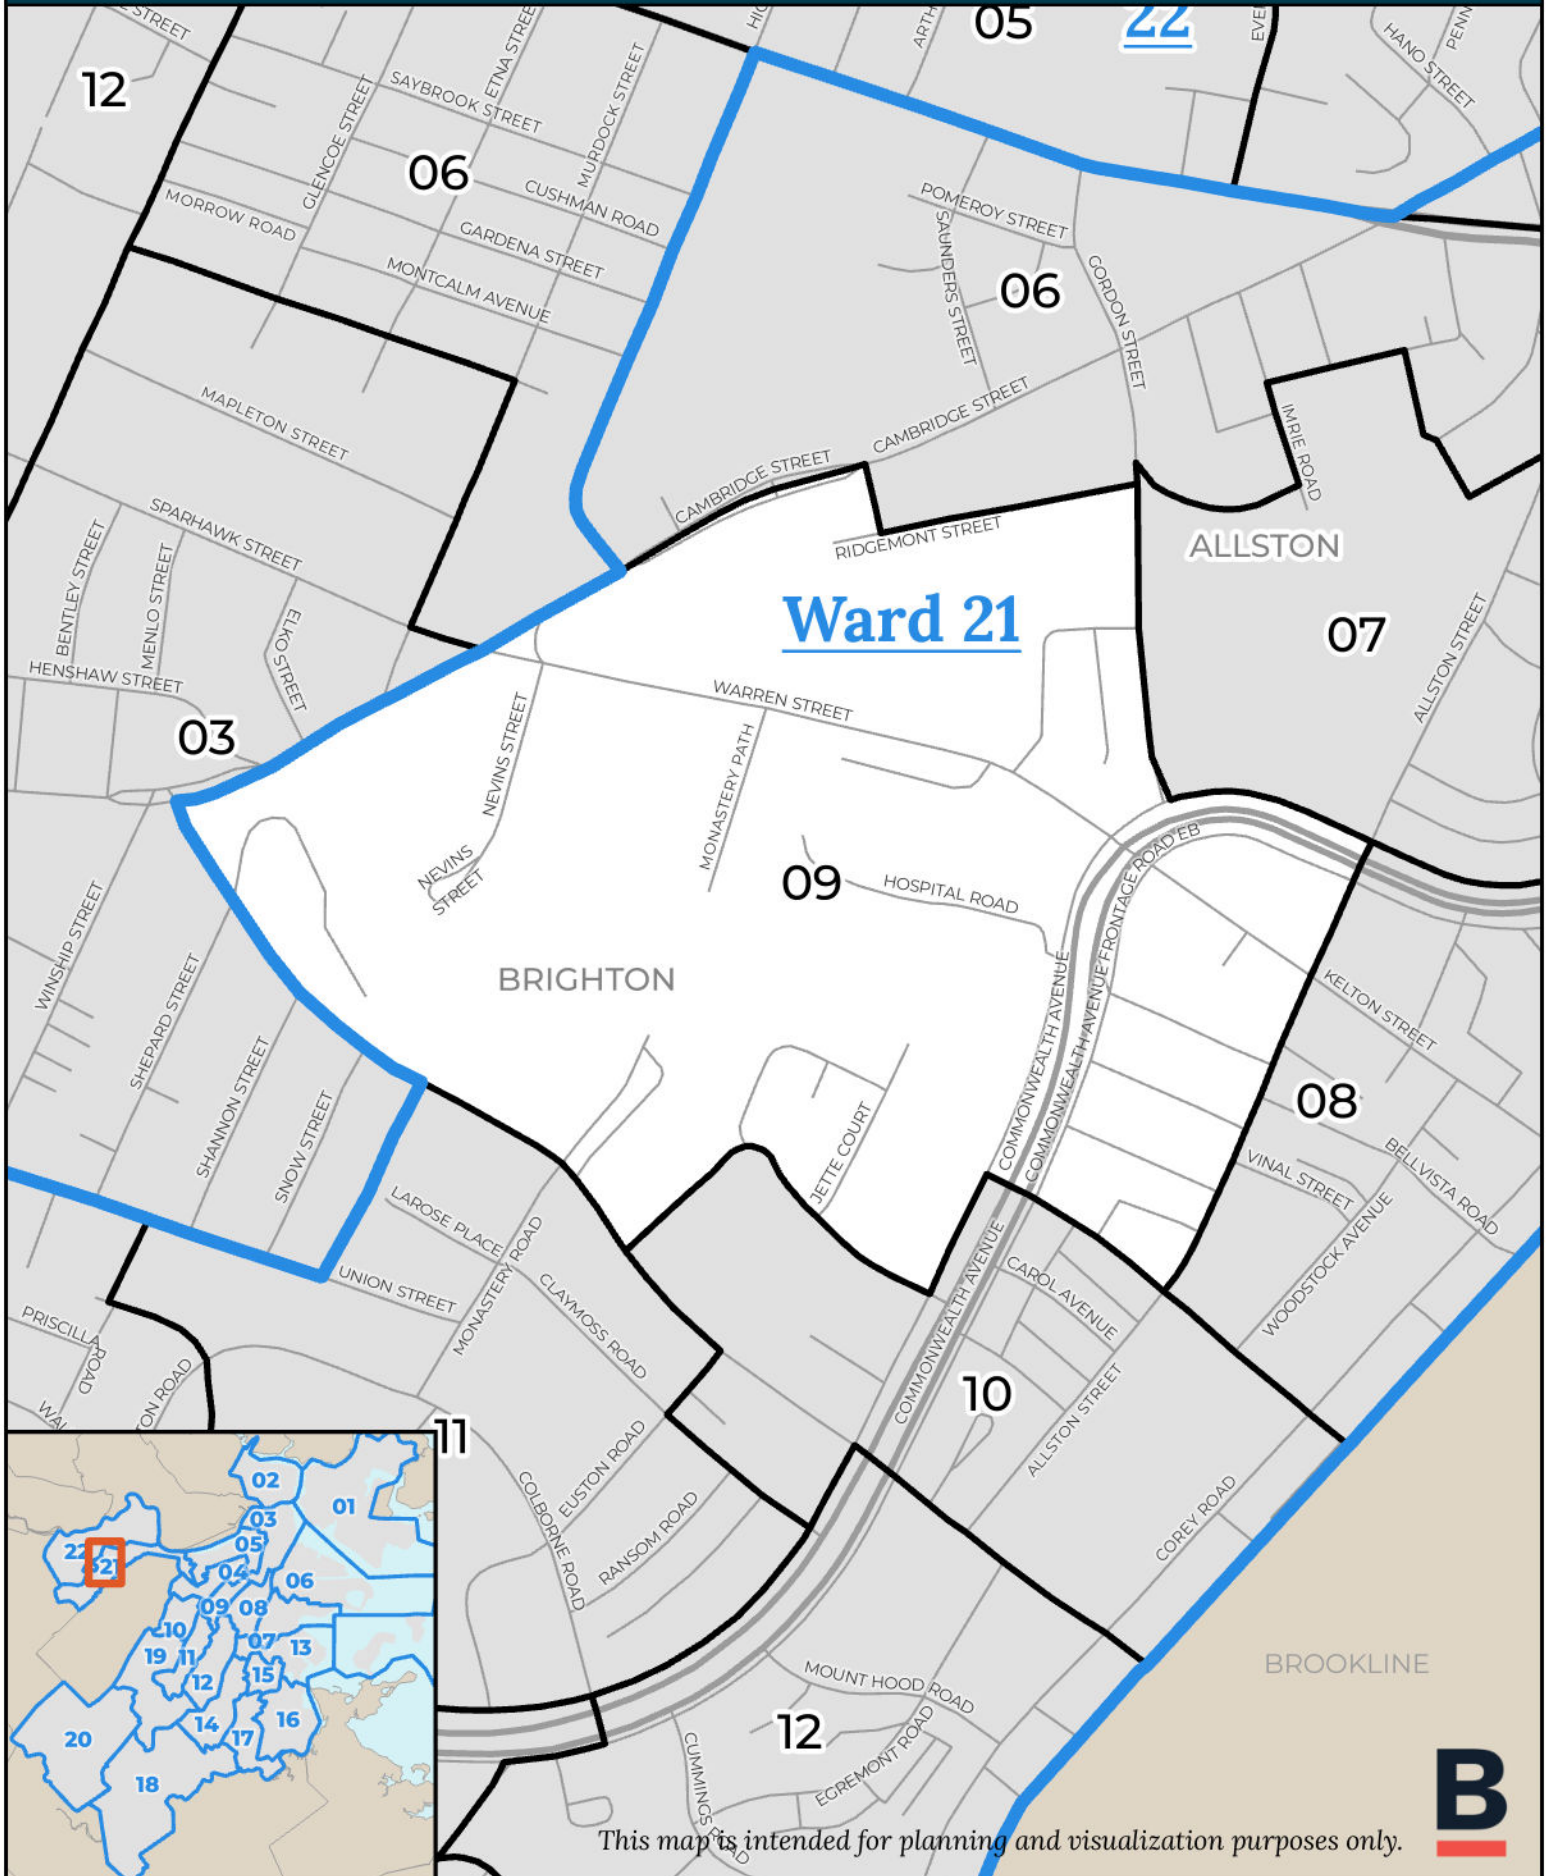 STREET
12
ETNA STREE
ARTH
05
22
HANO STREET
PENN
SAYBROOK STREET
GLENCOE STREET
MURDOCK STREET
06
CUSHMAN ROAD
MORROW ROAD
GARDENA STREET
MONTCALM AVENUE
POMEROY STREET
SAUNDERS STREET
06
GORDON STREET
MAPLETON STREET
CAMBRIDGE STREET
CAMBRIDGE STREET
IMRIE ROAD
SPARHAWK STREET
RIDGEMONT STREET
ALLSTON
BENTLEY STREET
MENLO STREET
ELKO STREET
Ward 21
07
ALLSTON STREET
HENSHAW STREET
03
WARREN STREET
NEVINS STREET
MONASTERY PATH
NEVINS
STREET
09
HOSPITAL ROAD
COMMONWEALTH AVENUE FRONTAGE ROAD EB
WINSHIP STREET
BRIGHTON
COMMONWEALTH AVENUE
KELTON STREET
SHEPARD STREET
SHANNON STREET
SNOW STREET
08
JETTE COURT
VINAL STREET
BELLVISTA ROAD
LAROSE PLACE
WOODSTOCK AVENUE
UNION STREET
MONASTERY ROAD
CLAYMOSS ROAD
COMMONWEALTH AVENUE
CAROL AVENUE
PRISCILLA
ROAD
TON ROAD
10
ALLSTON STREET
11
EUSTON ROAD
COLBORNE ROAD
RANSOM ROAD
COREY ROAD
02
01
03
05
22
21
04
06
09
08
10
07
13
19
11
15
12
14
16
17
20
18
BROOKLINE
MOUNT HOOD ROAD
12
EGREMONT ROAD
CUMMINGS ROAD
B
This map is intended for planning and visualization purposes only.